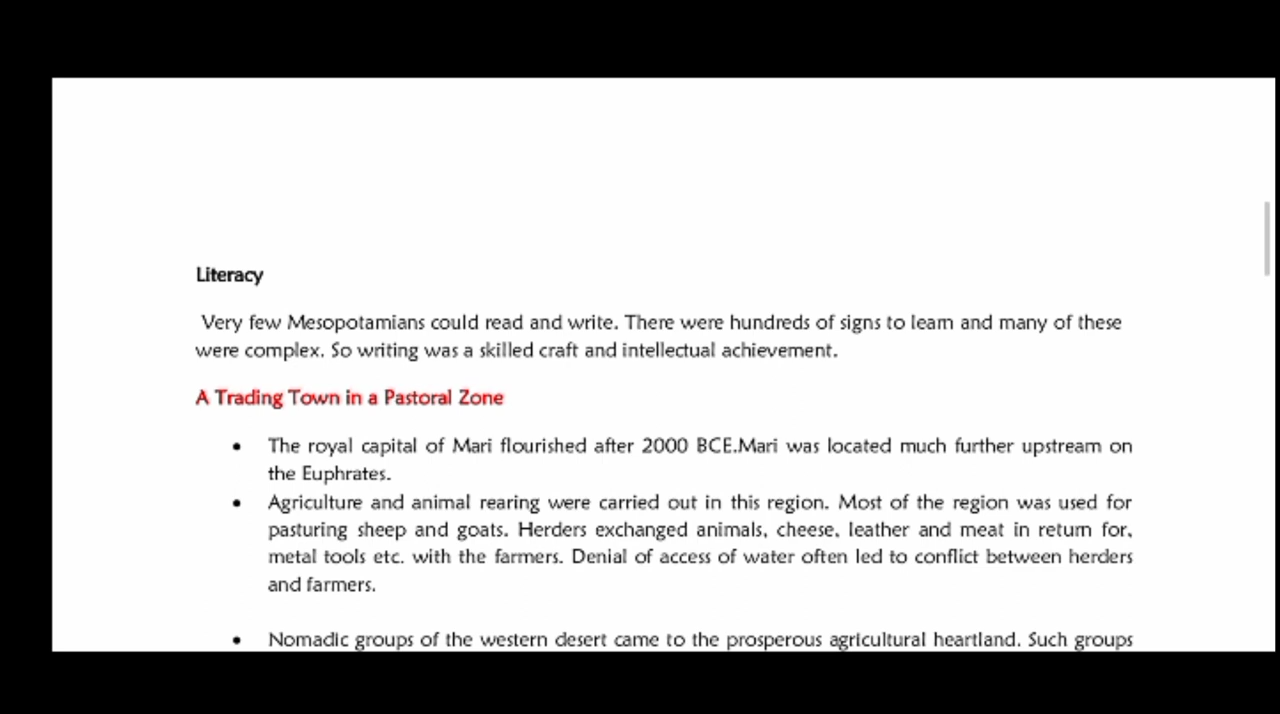 Literacy
Very few Mesopotamians could read and write. There were hundreds of signs to learn and many of these
were complex. So writing was a skilled craft and intellectual achievement.
A Trading Town in a Pastoral Zone
• The royal capital of Mari flourished after 2000 BCE.Mari was located much further upstream on
the Euphrates.
• Agriculture and animal rearing were carried out in this region. Most of the region was used for
pasturing sheep and goats. Herders exchanged animals, cheese, leather and meat in return for,
metal tools etc. with the farmers. Denial of access of water often led to conflict between herders
and farmers.
• Nomadic groups of the western desert came to the prosperous agricultural heartland. Such groups